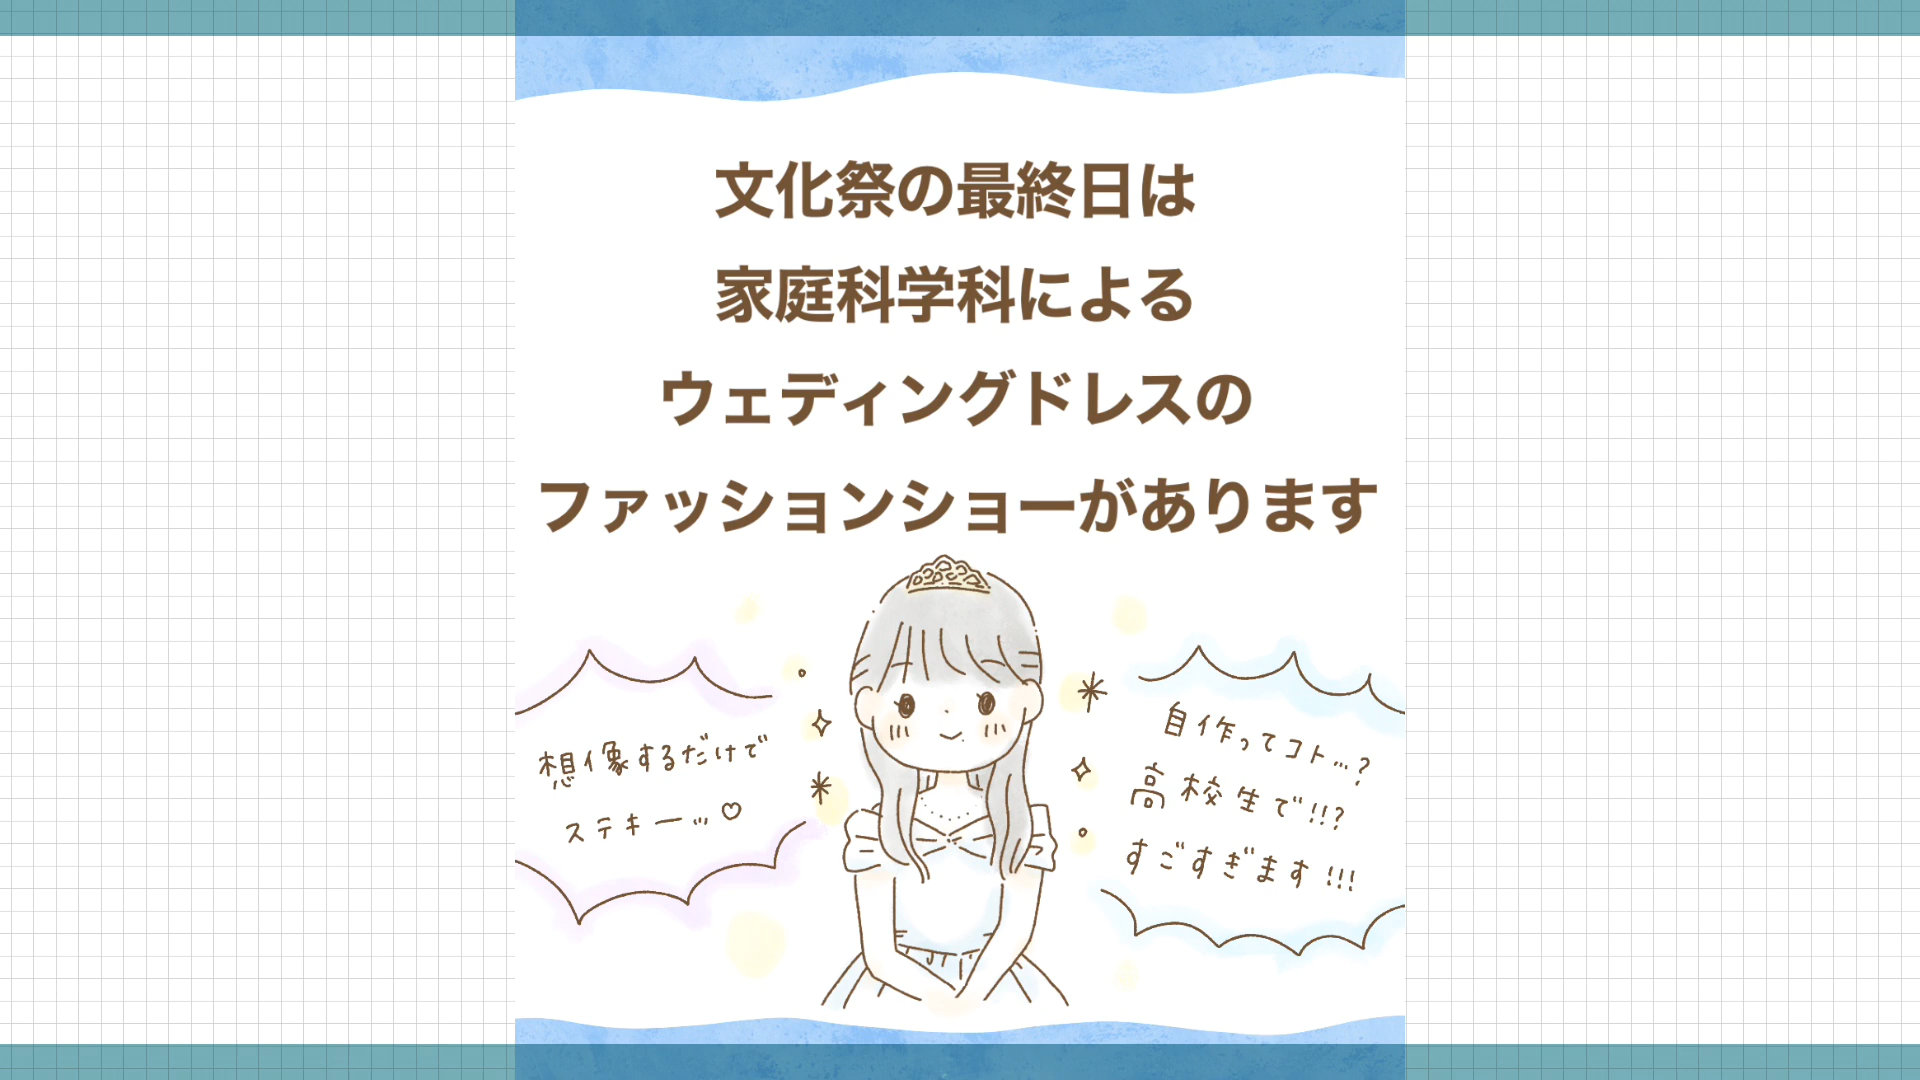 文化祭の最終日は
家庭科学科による
ウェディングドレスの
ファッションショーがあります
想像するだけで
ステキー…♡
自作ってコト…?
高校生で!!?
すごすぎます!!!